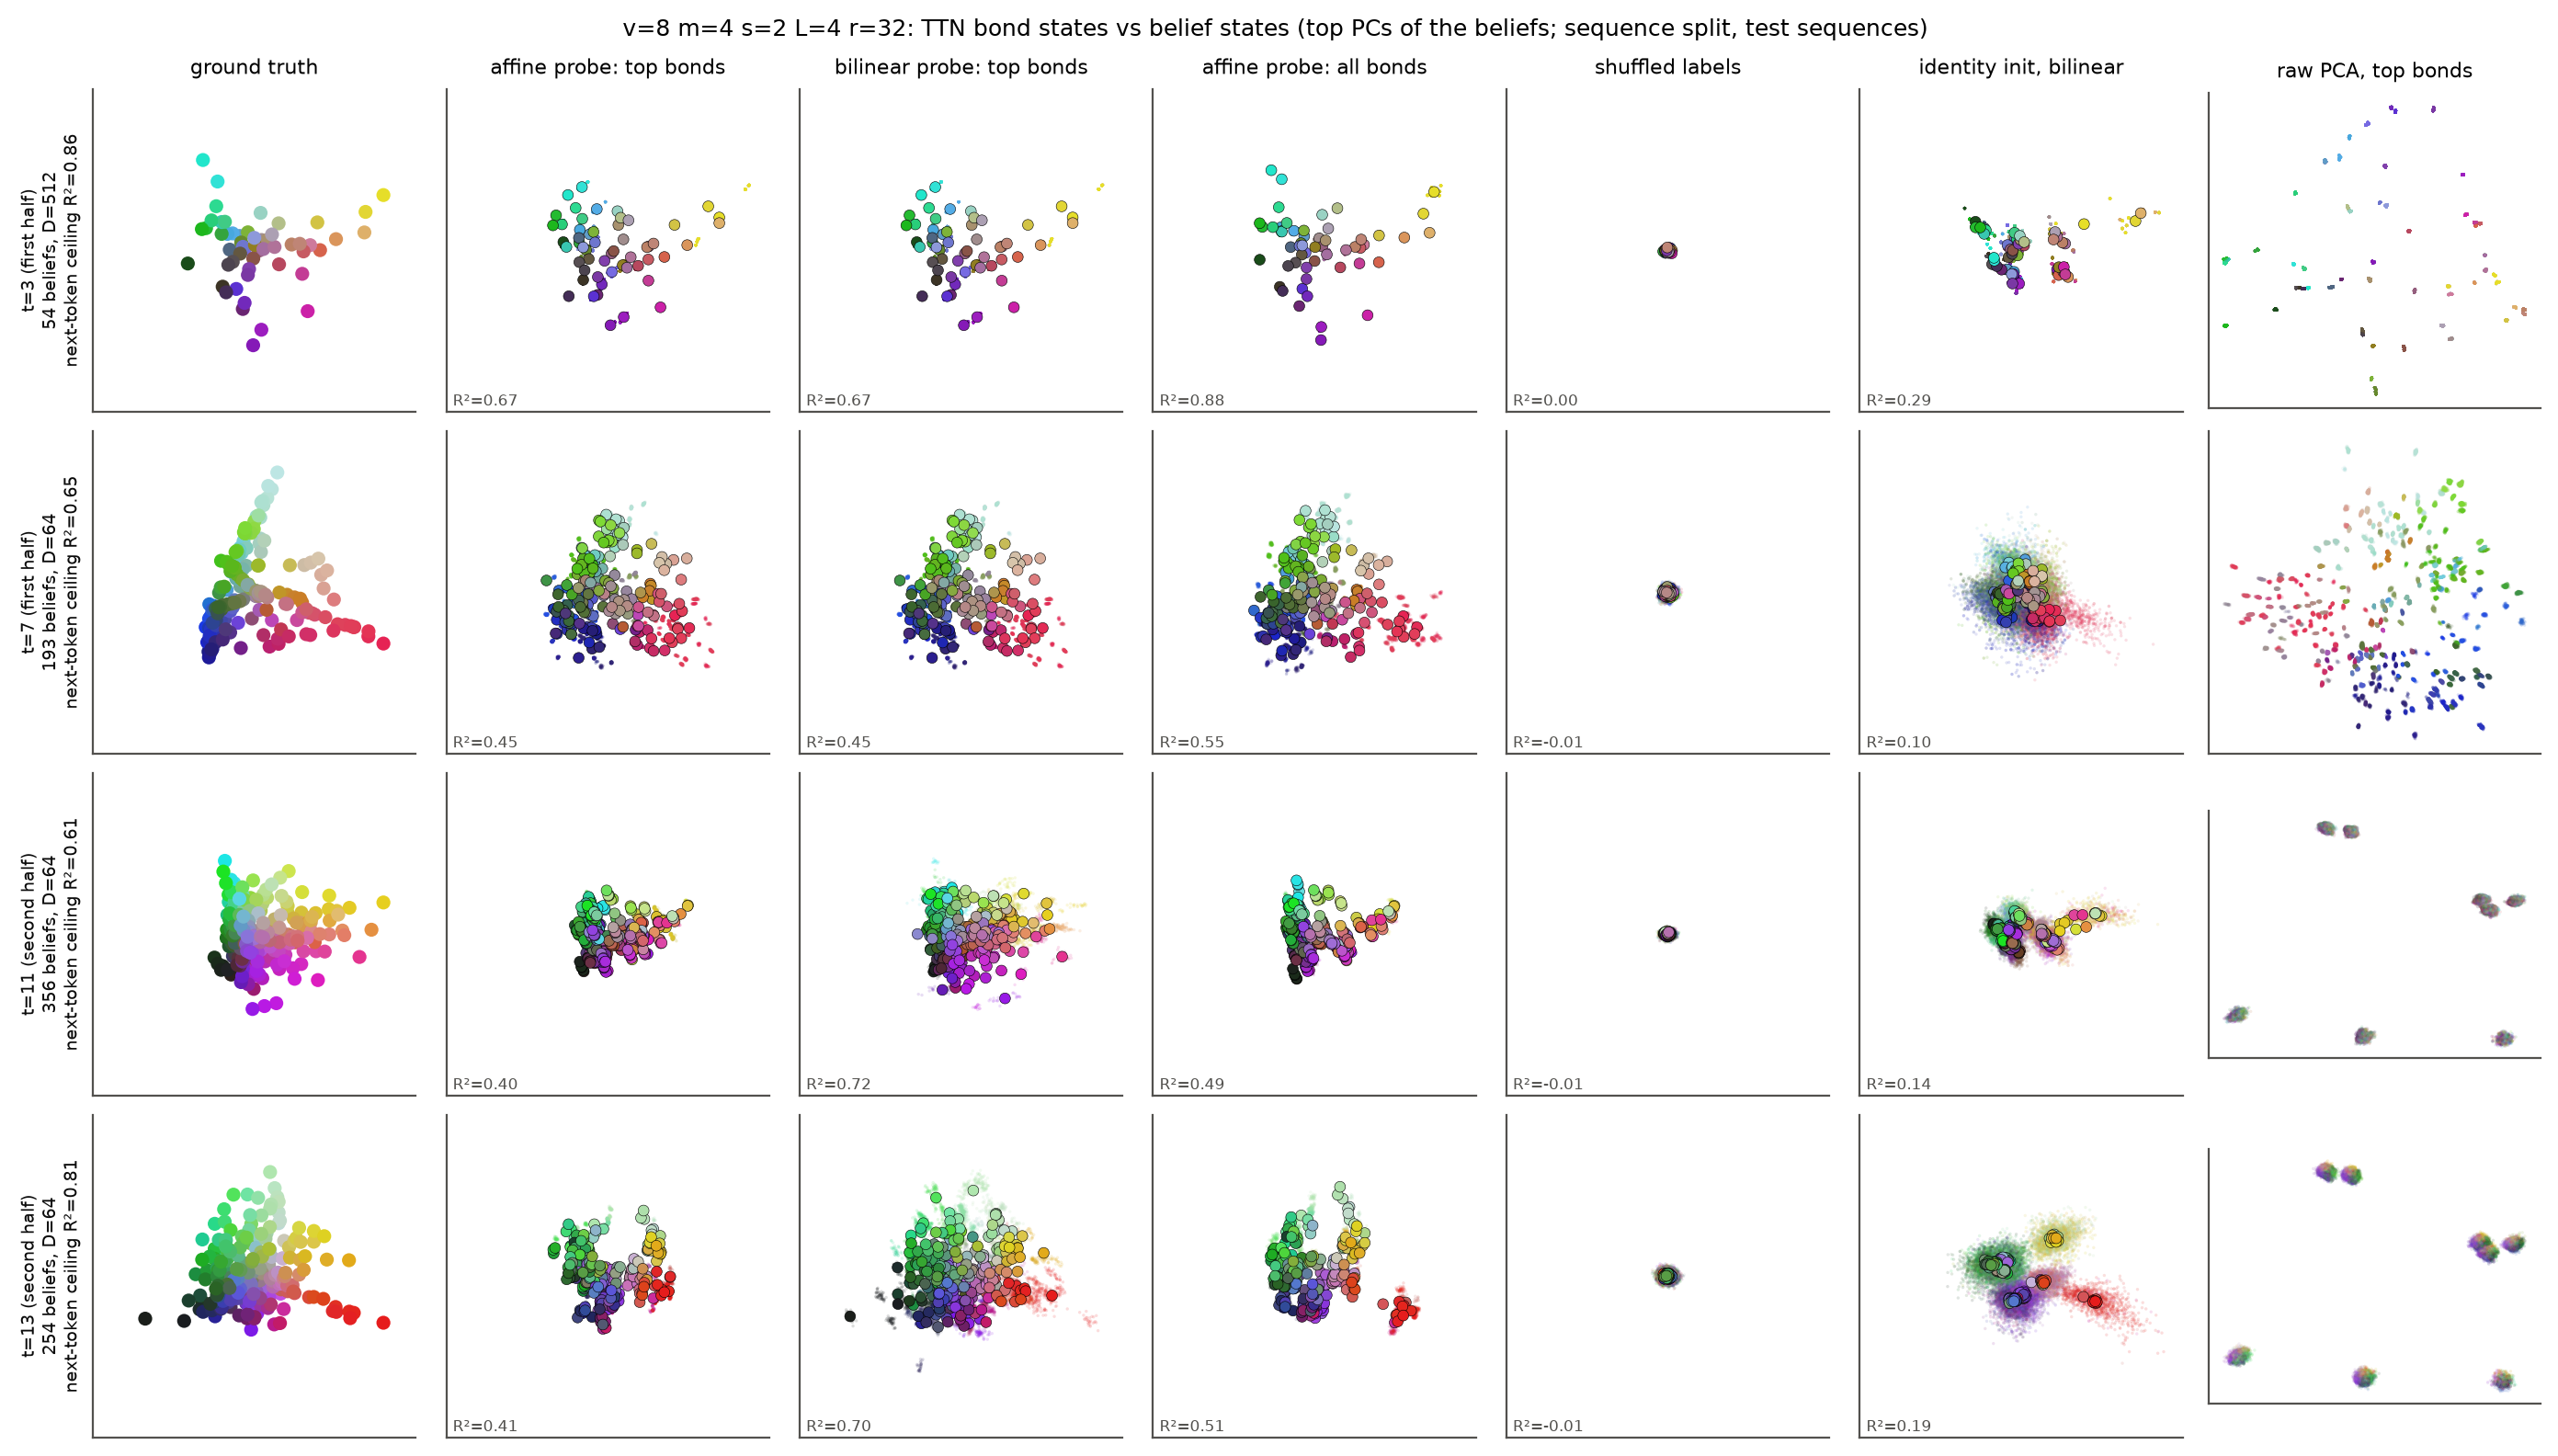 v=8 m=4 s=2 L=4 r=32: TTN bond states vs belief states (top PCs of the beliefs; sequence split, test sequences)
ground truth
affine probe: top bonds
bilinear probe: top bonds
affine probe: all bonds
shuffled labels
identity init, bilinear
raw PCA, top bonds
t=3 (first half)
54 beliefs, D=512
next-token ceiling R²=0.86
R²=0.67
R²=0.67
R²=0.88
R²=0.00
R²=0.29
t=7 (first half)
193 beliefs, D=64
next-token ceiling R²=0.65
R²=0.45
R²=0.45
R²=0.55
R²=-0.01
R²=0.10
t=11 (second half)
356 beliefs, D=64
next-token ceiling R²=0.61
R²=0.40
R²=0.72
R²=0.49
R²=-0.01
R²=0.14
t=13 (second half)
254 beliefs, D=64
next-token ceiling R²=0.81
R²=0.41
R²=0.70
R²=0.51
R²=-0.01
R²=0.19